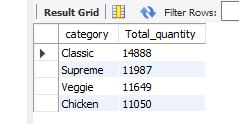 Result Grid Filter Rows:
category Total_quantity
Classic 14888
Supreme 11987
Veggie 11649
Chicken 11050